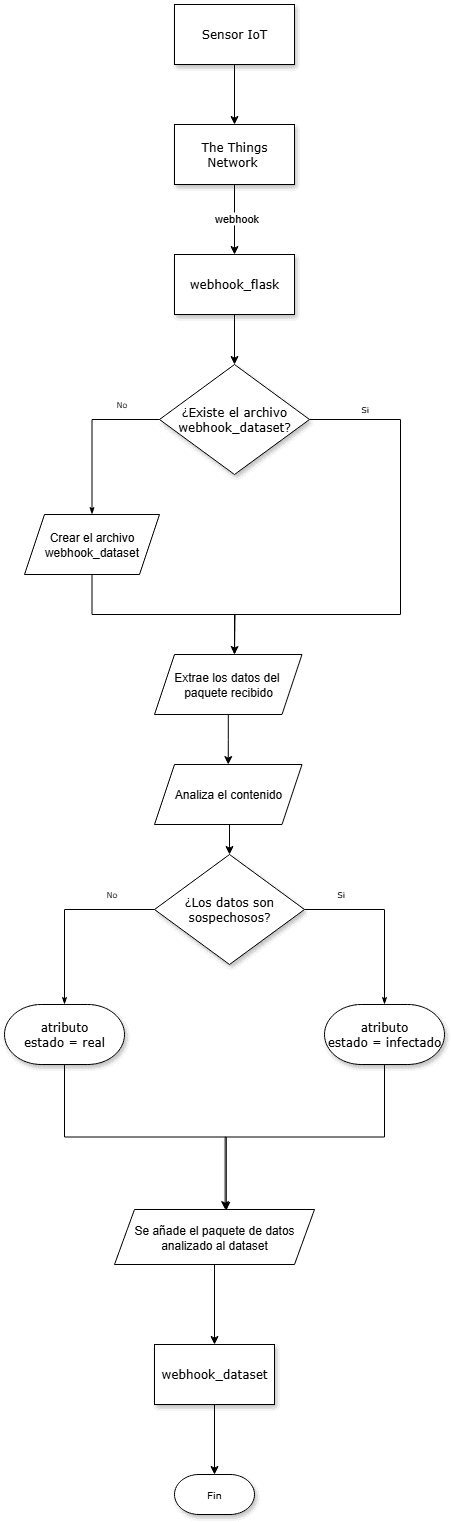 Sensor IoT
The Things
Network
webhook
webhook_flask
¿Existe el archivo
webhook_dataset?
No
Si
Crear el archivo
webhook_dataset
Extrae los datos del
paquete recibido
Analiza el contenido
¿Los datos son
sospechosos?
No
Si
atributo
estado = real
atributo
estado = infectado
Se añade el paquete de datos
analizado al dataset
webhook_dataset
Fin